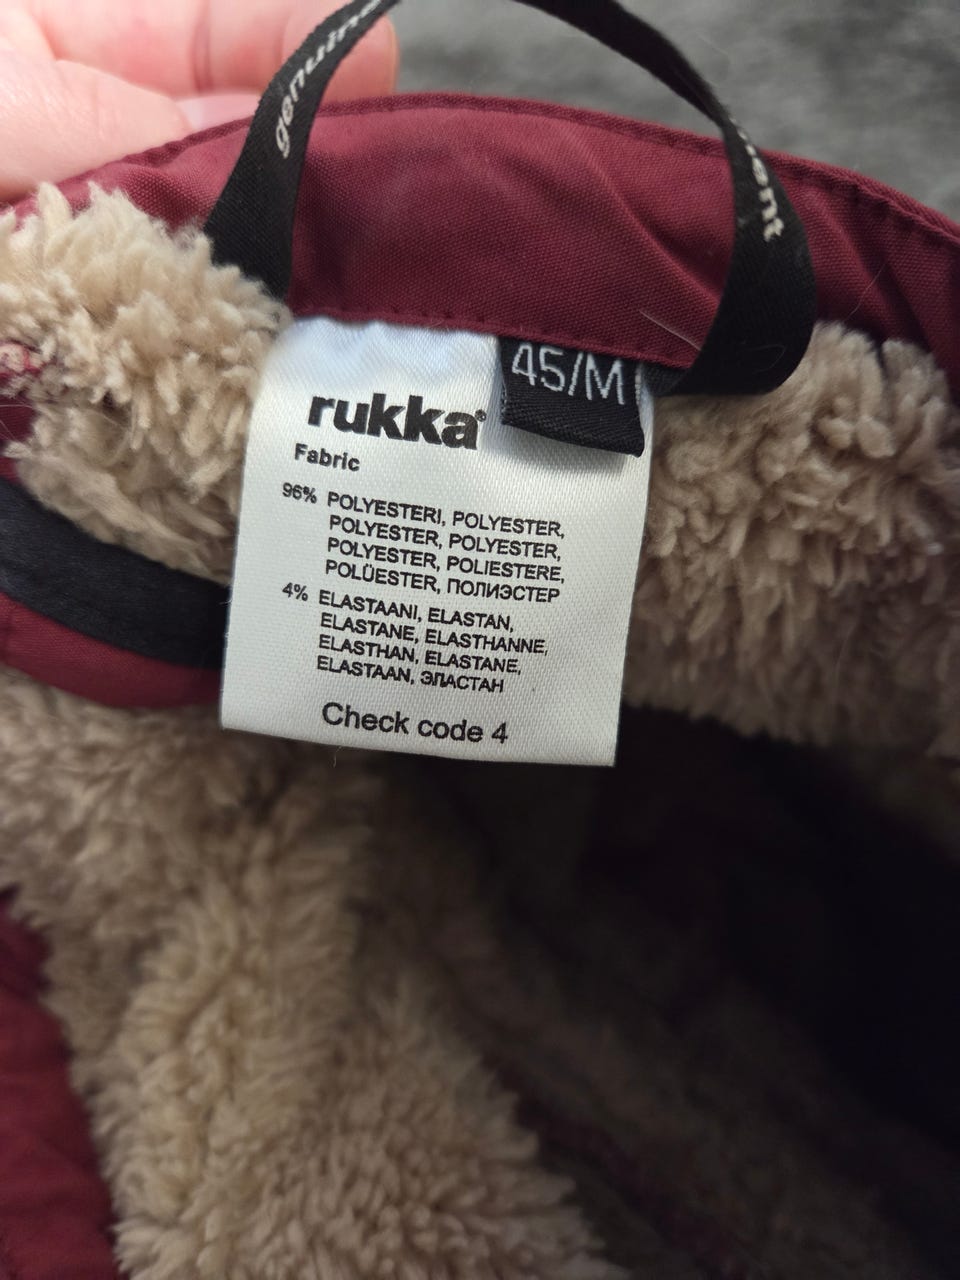 genuine
45/M
rukka
Fabric
96% POLYESTERI, POLYESTER,
POLYESTER, POLYESTER,
POLYESTER, POLIESTERE,
POLÜESTER, ПОЛИЭСТЕР
4% ELASTAANI, ELASTAN,
ELASTANE, ELASTHANNE,
ELASTHAN, ELASTANE,
ELASTAAN, ЭЛАСТАН
Check code 4